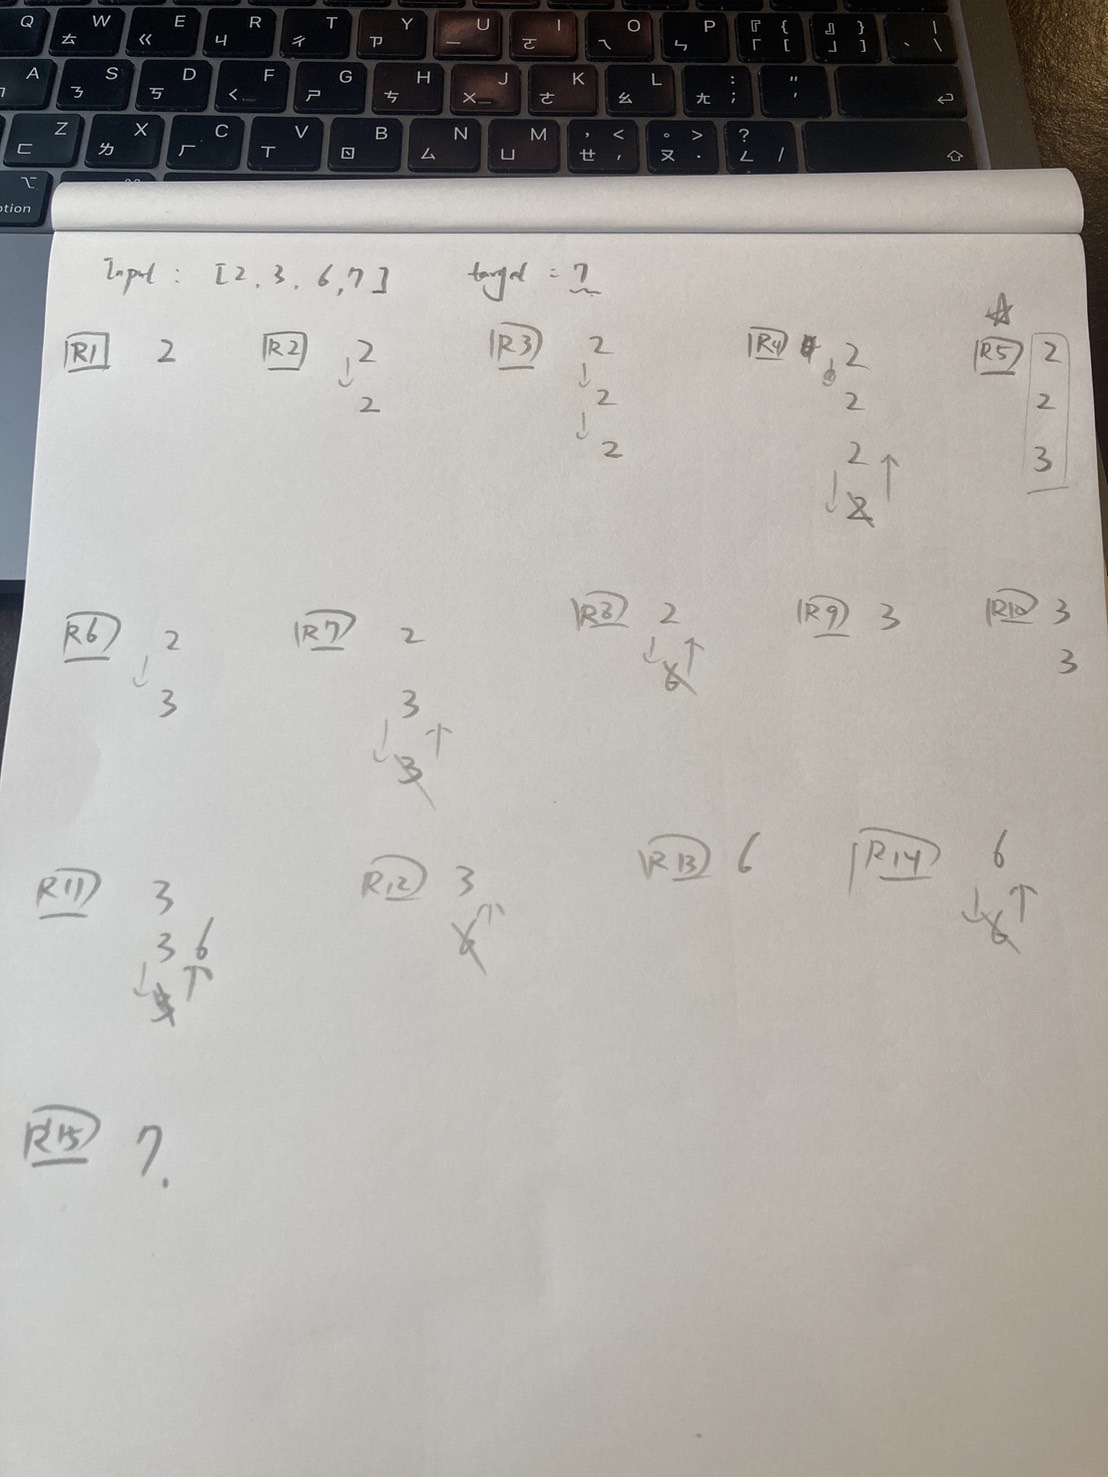 Q W E R T Y U I O P 『 { 』 } |
ㄊ ㄍ ㄐ ㄔ ㄗ ㄧ ㄛ ㄟ ㄣ 「 [ 」 ] 、 \
A S D F G H J K L : "
ㄋ ㄎ ㄑ ㄕ ㄘ ㄨ ㄜ ㄠ ㄤ ; '
Z X C V B N M , < 。 > ?
ㄈ ㄌ ㄏ ㄒ ㄖ ㄙ ㄩ ㄝ , ㄡ . ㄥ /
Input : [2, 3, 6, 7] target = 7
R1 2 R2 2 R3 2 R4 2 R5 2
2 2 2 2
2 2 3
2
R6 2 R7 2 R8 2 R9 3 R10 3
3 3 6 3
3
R11 3 R12 3 R13 6 R14 6
3 6 6 6
R15 7.